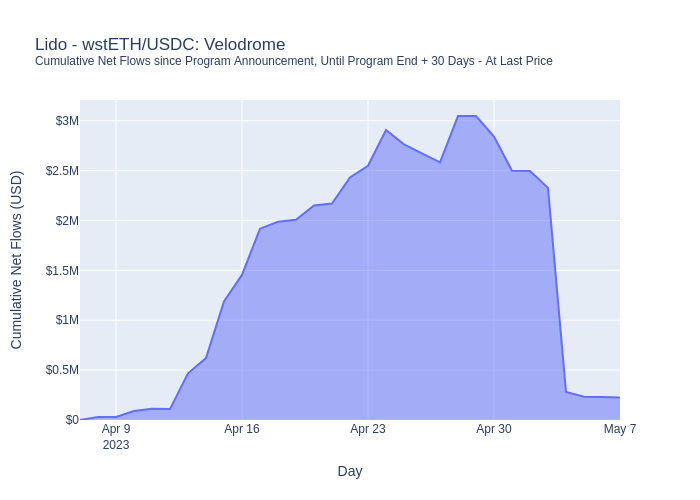 Lido - wstETH/USDC: Velodrome
Cumulative Net Flows since Program Announcement, Until Program End + 30 Days - At Last Price
Cumulative Net Flows (USD)
$3M
$2.5M
$2M
$1.5M
$1M
$0.5M
$0
Apr 9
2023
Apr 16
Apr 23
Apr 30
May 7
Day